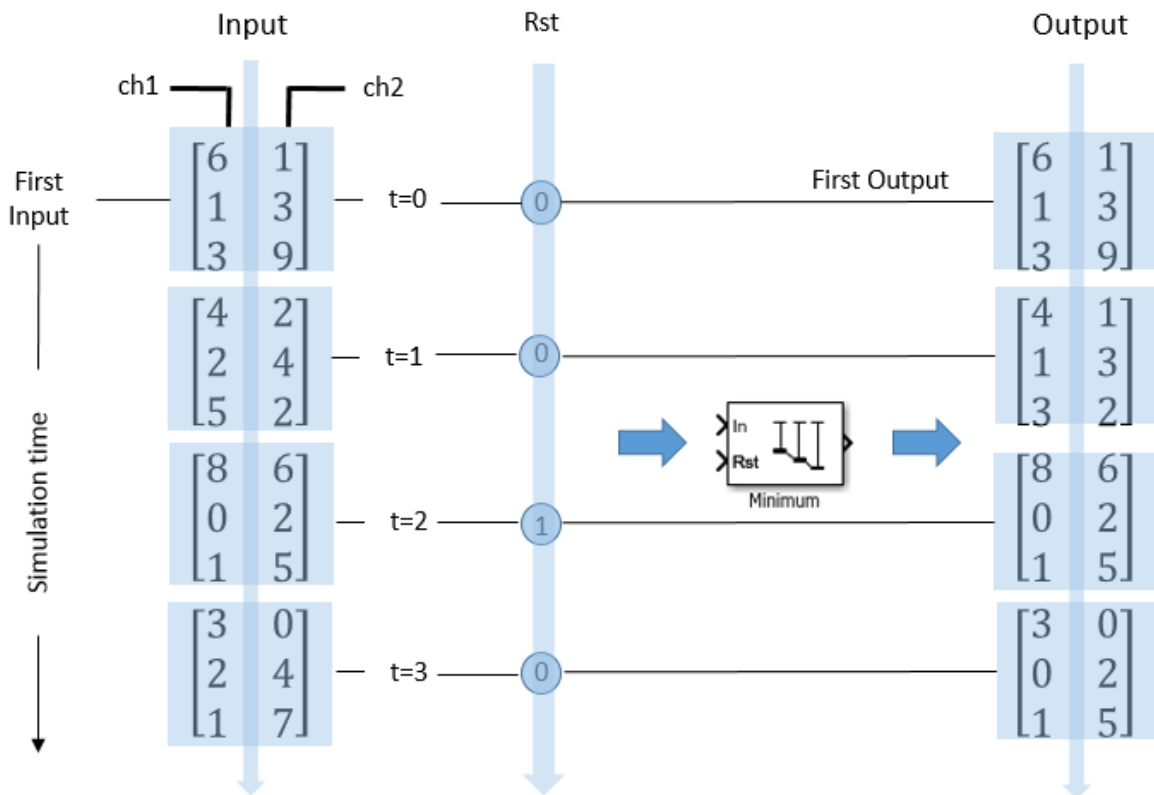 Input Rst Output
ch1 ch2
6 1
1 3
3 9
First Input
t=0
0
First Output
6 1
1 3
3 9
4 2
2 4
5 2
t=1
0
4 1
1 3
3 2
Simulation time
In
Rst
Minimum
8 6
0 2
1 5
t=2
1
8 6
0 2
1 5
3 0
2 4
1 7
t=3
0
3 0
0 2
1 5